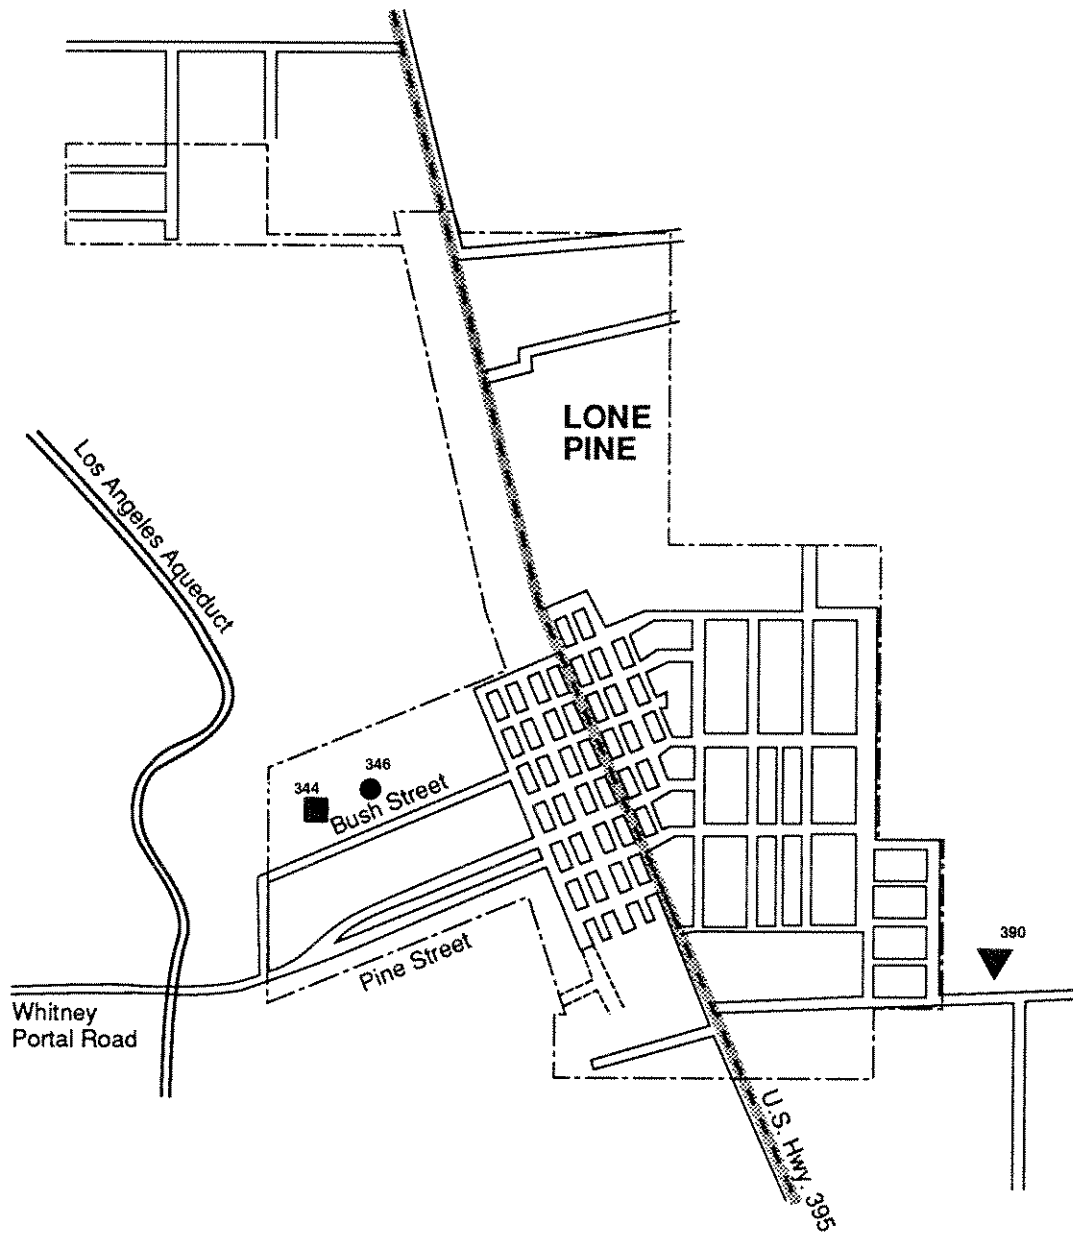 LONE
PINE
Los Angeles Aqueduct
346
344
Bush Street
390
Pine Street
Whitney
Portal Road
U.S. Hwy. 395